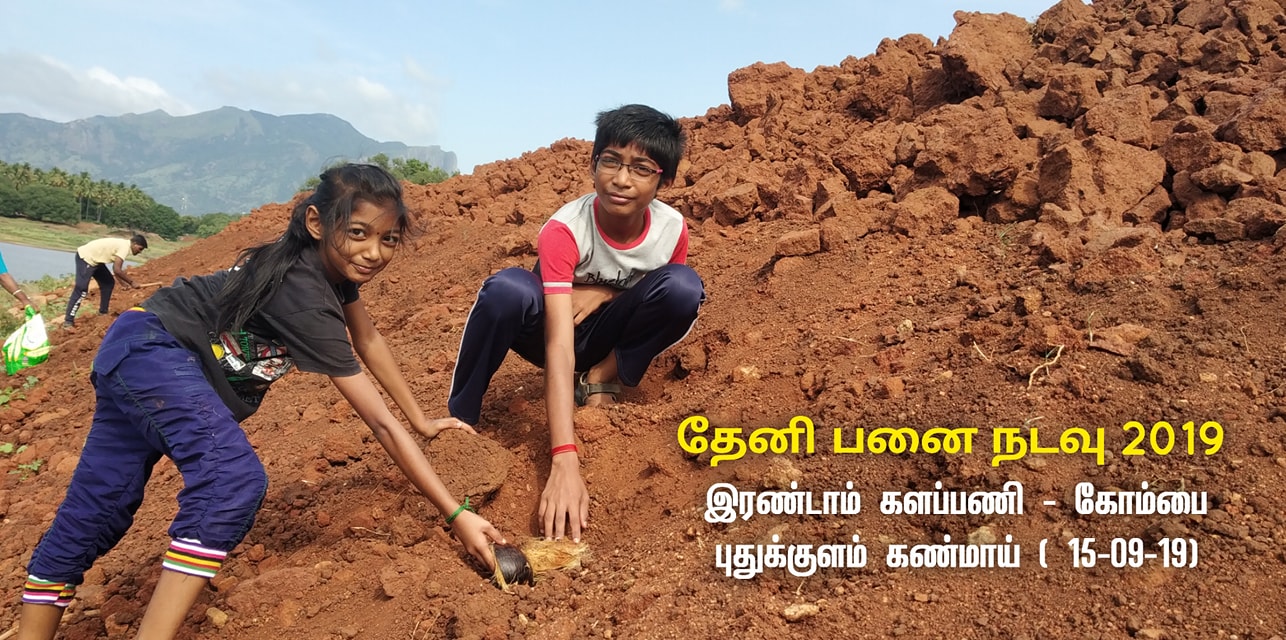 தேனி பனை நடவு 2019
இரண்டாம் களப்பணி - கோம்பை
புதுக்குளம் கண்மாய் ( 15-09-19)